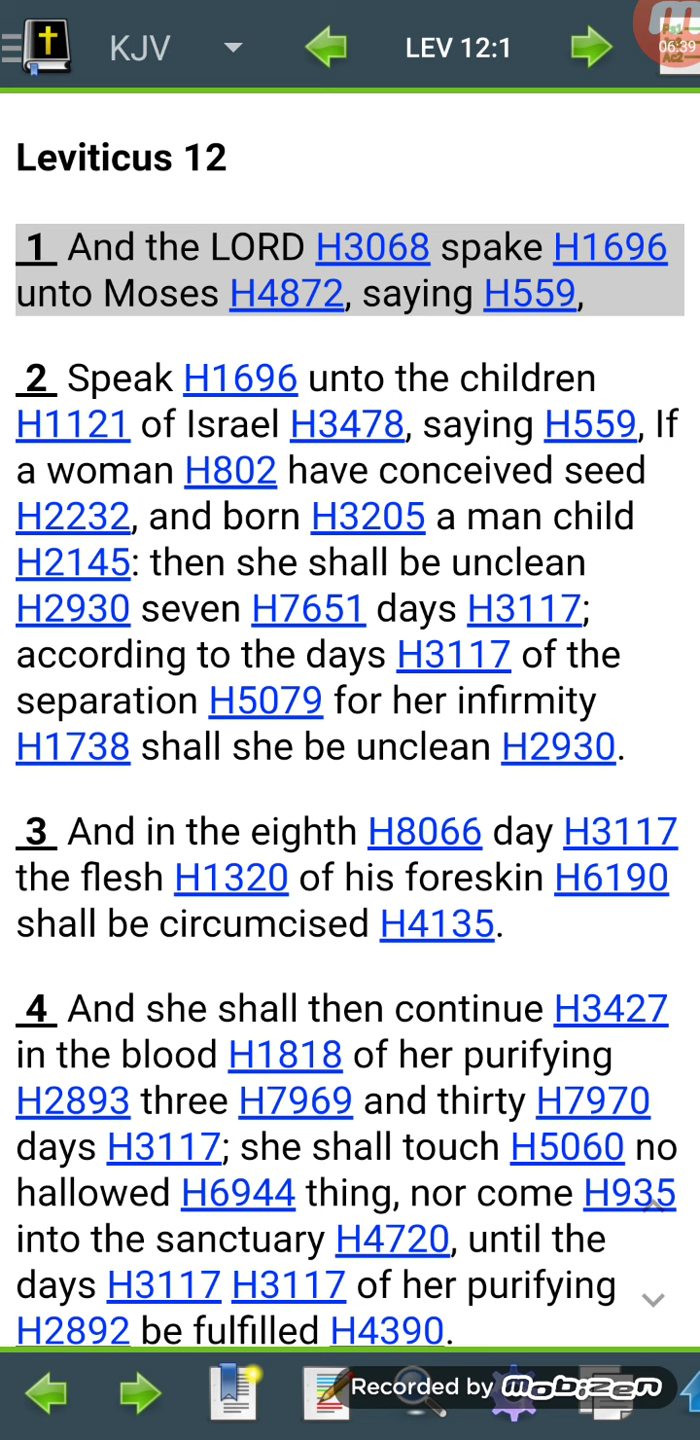 KJV
LEV 12:1
06:39
Leviticus 12
1 And the LORD H3068 spake H1696
unto Moses H4872, saying H559,
2 Speak H1696 unto the children
H1121 of Israel H3478, saying H559, If
a woman H802 have conceived seed
H2232, and born H3205 a man child
H2145: then she shall be unclean
H2930 seven H7651 days H3117;
according to the days H3117 of the
separation H5079 for her infirmity
H1738 shall she be unclean H2930.
3 And in the eighth H8066 day H3117
the flesh H1320 of his foreskin H6190
shall be circumcised H4135.
4 And she shall then continue H3427
in the blood H1818 of her purifying
H2893 three H7969 and thirty H7970
days H3117; she shall touch H5060 no
hallowed H6944 thing, nor come H935
into the sanctuary H4720, until the
days H3117 H3117 of her purifying
H2892 be fulfilled H4390.
Recorded by mobizen